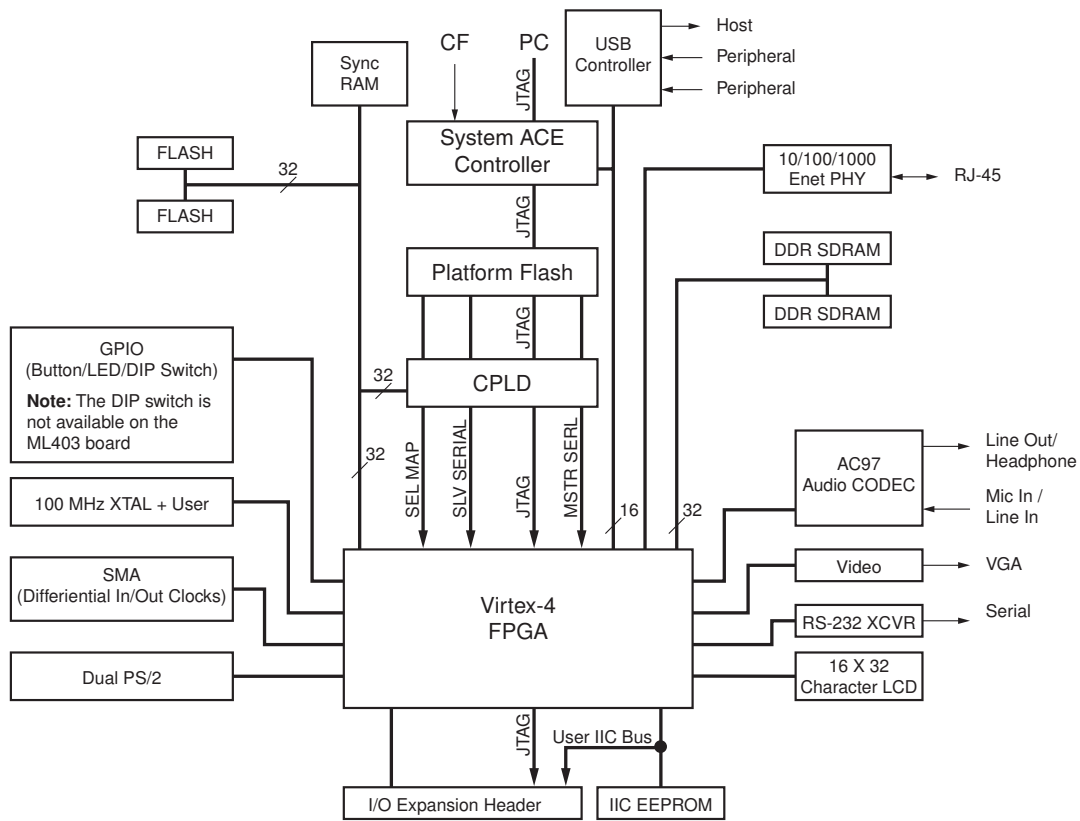 CF
PC
Sync
RAM
USB
Controller
Host
Peripheral
Peripheral
JTAG
System ACE
Controller
FLASH
32
FLASH
10/100/1000
Enet PHY
RJ-45
JTAG
Platform Flash
DDR SDRAM
DDR SDRAM
JTAG
GPIO
(Button/LED/DIP Switch)
Note: The DIP switch is
not available on the
ML403 board
32
CPLD
32
SEL MAP
SLV SERIAL
JTAG
MSTR SERL
16
32
AC97
Audio CODEC
Line Out/
Headphone
Mic In /
Line In
100 MHz XTAL + User
SMA
(Differiential In/Out Clocks)
Dual PS/2
Virtex-4
FPGA
Video
VGA
RS-232 XCVR
Serial
16 X 32
Character LCD
JTAG
User IIC Bus
I/O Expansion Header
IIC EEPROM